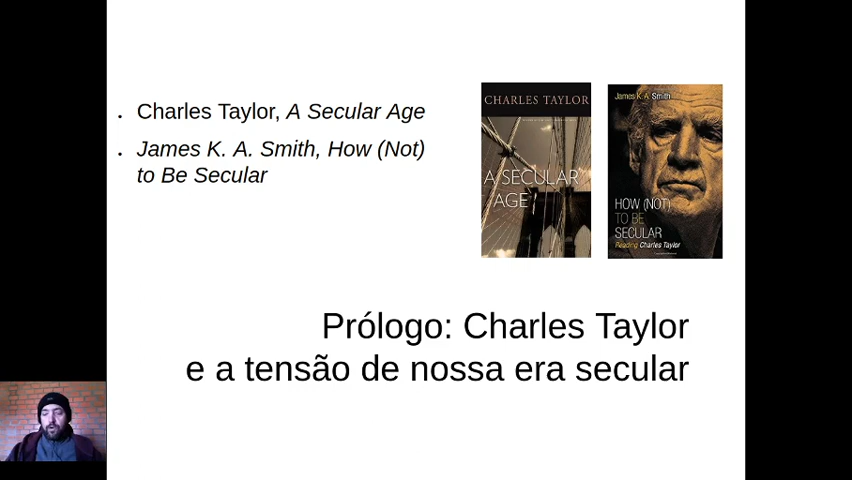 Charles Taylor, A Secular Age
James K. A. Smith, How (Not)
to Be Secular
CHARLES TAYLOR
A SECULAR
AGE
James K. A. Smith
HOW (NOT)
TO BE
SECULAR
Reading Charles Taylor
Prólogo: Charles Taylor
e a tensão de nossa era secular